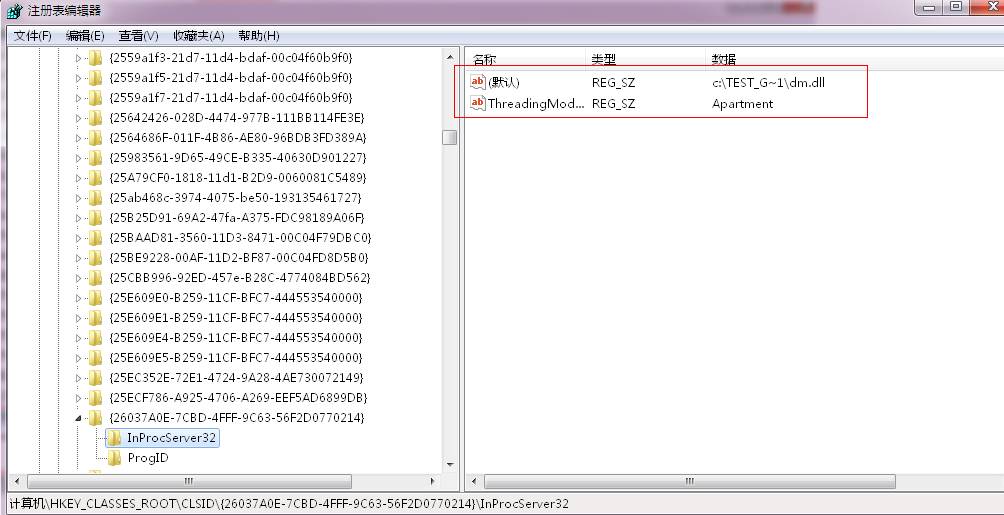 注册表编辑器
文件(F) 编辑(E) 查看(V) 收藏夹(A) 帮助(H)
{2559a1f3-21d7-11d4-bdaf-00c04f60b9f0}
{2559a1f5-21d7-11d4-bdaf-00c04f60b9f0}
{2559a1f7-21d7-11d4-bdaf-00c04f60b9f0}
{25642426-028D-4474-977B-111BB114FE3E}
{2564686F-011F-4B86-AE80-96BDB3FD389A}
{25983561-9D65-49CE-B335-40630D901227}
{25A79CF0-1818-11d1-B2D9-0060081C5489}
{25ab468c-3974-4075-be50-193135461727}
{25B25D91-69A2-47fa-A375-FDC98189A06F}
{25BAAD81-3560-11D3-8471-00C04F79DBC0}
{25BE9228-00AF-11D2-BF87-00C04FD8D5B0}
{25CBB996-92ED-457e-B28C-4774084BD562}
{25E609E0-B259-11CF-BFC7-444553540000}
{25E609E1-B259-11CF-BFC7-444553540000}
{25E609E4-B259-11CF-BFC7-444553540000}
{25E609E5-B259-11CF-BFC7-444553540000}
{25EC352E-72E1-4724-9A28-4AE730072149}
{25ECF786-A925-4706-A269-EEF5AD6899DB}
{26037A0E-7CBD-4FFF-9C63-56F2D0770214}
InProcServer32
ProgID
名称 类型 数据
(默认) REG_SZ c:\TEST_G~1\dm.dll
ThreadingMod... REG_SZ Apartment
计算机\HKEY_CLASSES_ROOT\CLSID\{26037A0E-7CBD-4FFF-9C63-56F2D0770214}\InProcServer32